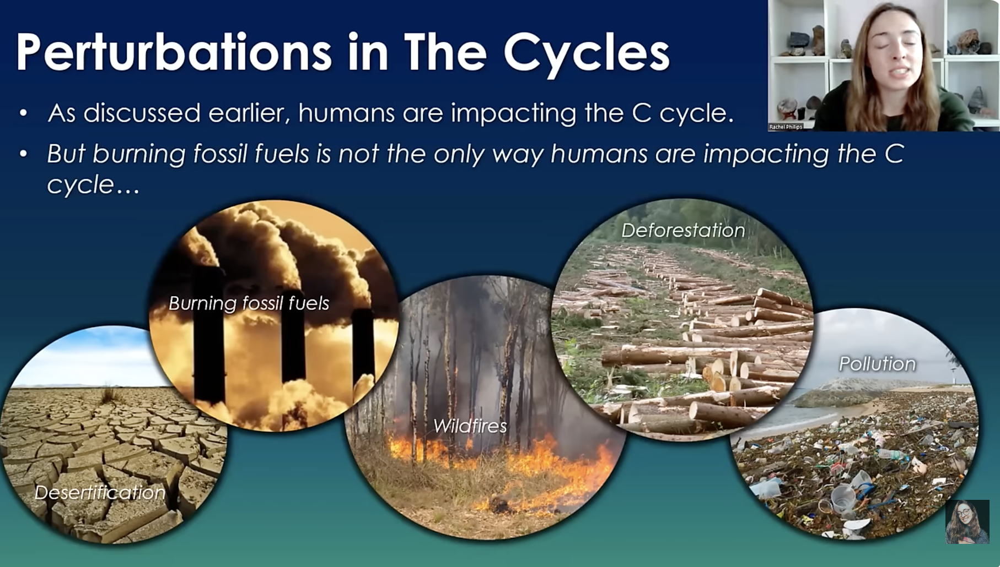 Perturbations in The Cycles
• As discussed earlier, humans are impacting the C cycle.
• But burning fossil fuels is not the only way humans are impacting the C
cycle…
Rachel Phillips
Deforestation
Burning fossil fuels
Pollution
Wildfires
Desertification